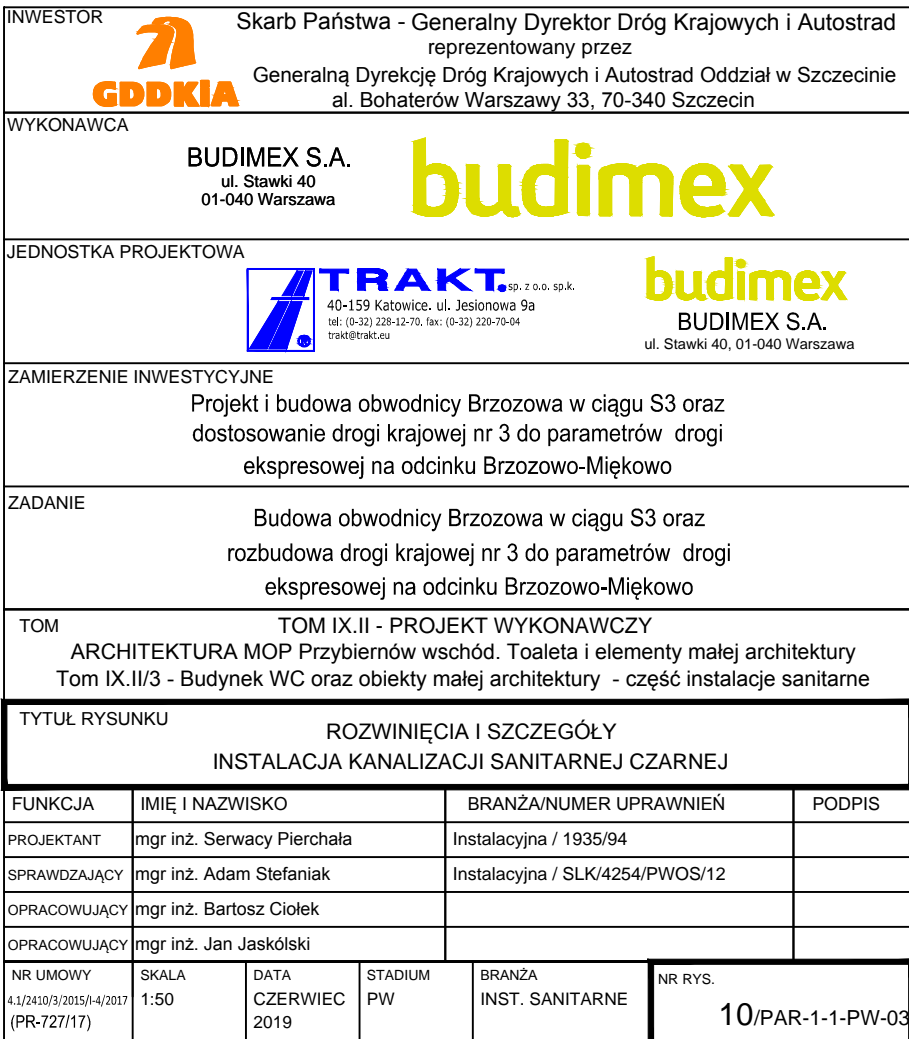 INWESTOR
GDDKIA
Skarb Państwa - Generalny Dyrektor Dróg Krajowych i Autostrad
reprezentowany przez
Generalną Dyrekcję Dróg Krajowych i Autostrad Oddział w Szczecinie
al. Bohaterów Warszawy 33, 70-340 Szczecin
WYKONAWCA
BUDIMEX S.A.
ul. Stawki 40
01-040 Warszawa
budimex
JEDNOSTKA PROJEKTOWA
TRAKT. sp. z o.o. sp.k.
40-159 Katowice. ul. Jesionowa 9a
tel: (0-32) 228-12-70, fax: (0-32) 220-70-04
trakt@trakt.eu
budimex
BUDIMEX S.A.
ul. Stawki 40, 01-040 Warszawa
ZAMIERZENIE INWESTYCYJNE
Projekt i budowa obwodnicy Brzozowa w ciągu S3 oraz
dostosowanie drogi krajowej nr 3 do parametrów drogi
ekspresowej na odcinku Brzozowo-Miękowo
ZADANIE
Budowa obwodnicy Brzozowa w ciągu S3 oraz
rozbudowa drogi krajowej nr 3 do parametrów drogi
ekspresowej na odcinku Brzozowo-Miękowo
TOM
TOM IX.II - PROJEKT WYKONAWCZY
ARCHITEKTURA MOP Przybiernów wschód. Toaleta i elementy małej architektury
Tom IX.II/3 - Budynek WC oraz obiekty małej architektury - część instalacje sanitarne
TYTUŁ RYSUNKU
ROZWINIĘCIA I SZCZEGÓŁY
INSTALACJA KANALIZACJI SANITARNEJ CZARNEJ
FUNKCJA IMIĘ I NAZWISKO BRANŻA/NUMER UPRAWNIEŃ PODPIS
PROJEKTANT mgr inż. Serwacy Pierchała Instalacyjna / 1935/94
SPRAWDZAJĄCY mgr inż. Adam Stefaniak Instalacyjna / SLK/4254/PWOS/12
OPRACOWUJĄCY mgr inż. Bartosz Ciołek
OPRACOWUJĄCY mgr inż. Jan Jaskólski
NR UMOWY
4.1/2410/3/2015/I-4/2017
(PR-727/17)
SKALA
1:50
DATA
CZERWIEC
2019
STADIUM
PW
BRANŻA
INST. SANITARNE
NR RYS.
10/PAR-1-1-PW-03